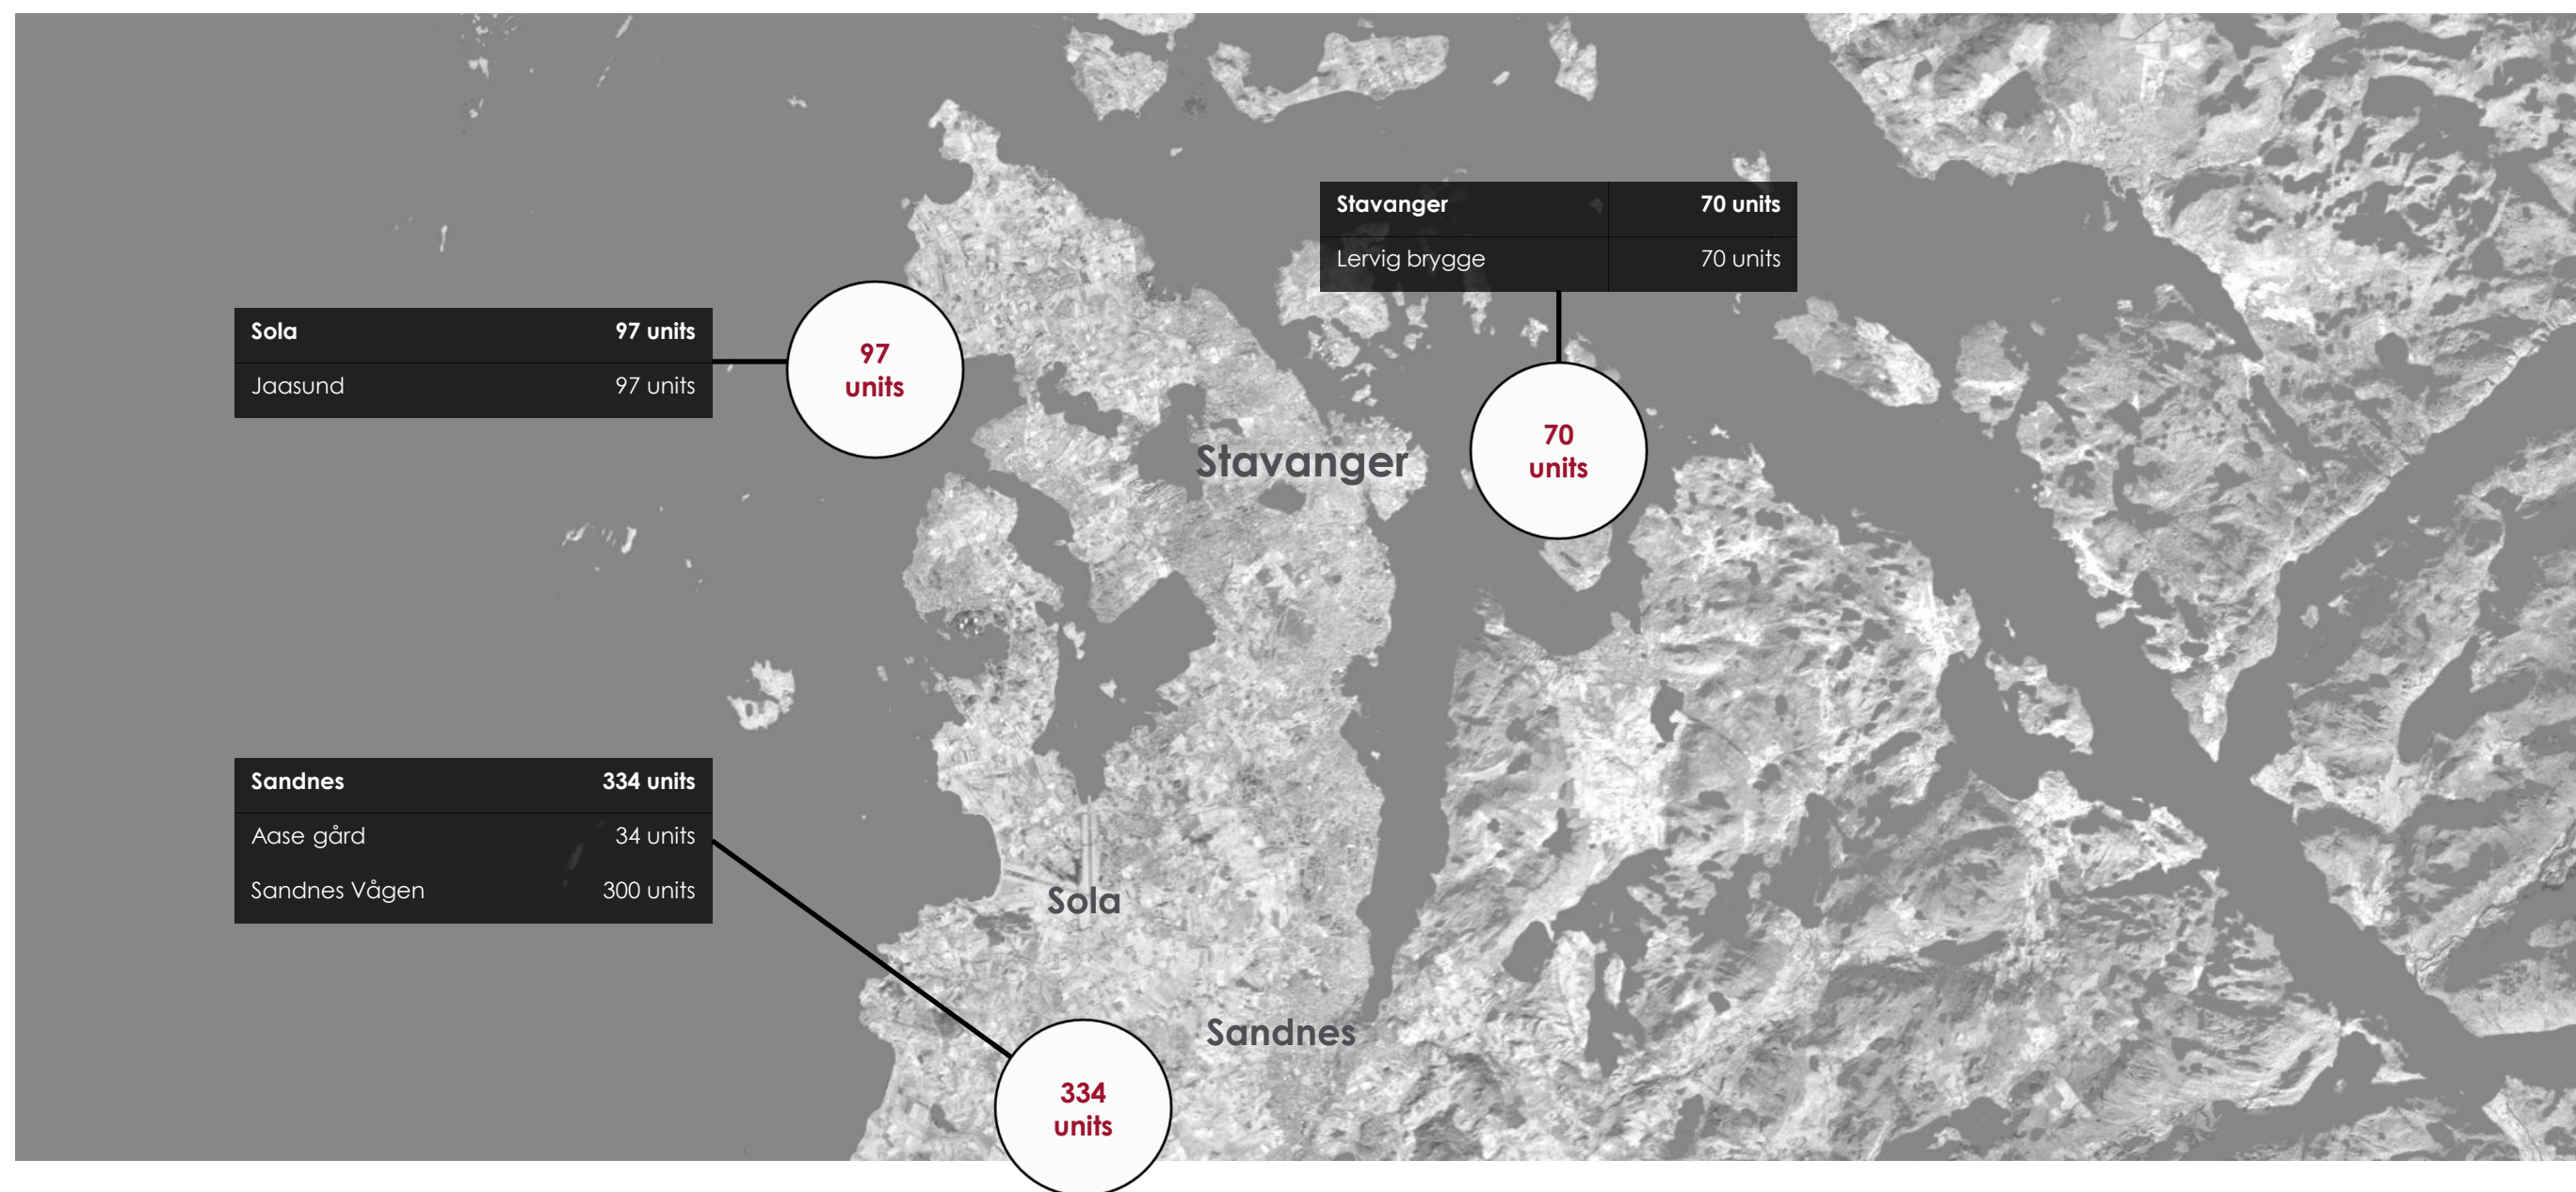 Stavanger 70 units
Lervig brygge 70 units
Sola 97 units
Jaasund 97 units
97
units
70
units
Stavanger
Sandnes 334 units
Aase gård 34 units
Sandnes Vågen 300 units
Sola
Sandnes
334
units